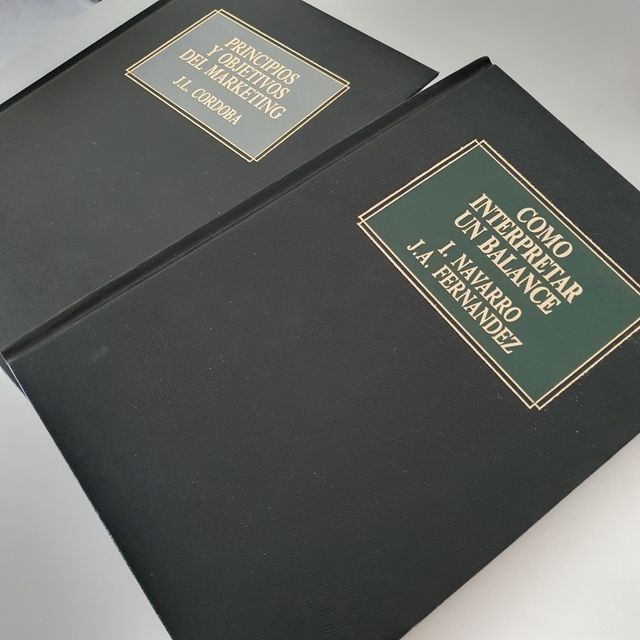 PRINCIPIOS
Y OBJETIVOS
DEL MARKETING
J.L. CORDOBA
COMO
INTERPRETAR
UN BALANCE
I. NAVARRO
J.A. FERNANDEZ